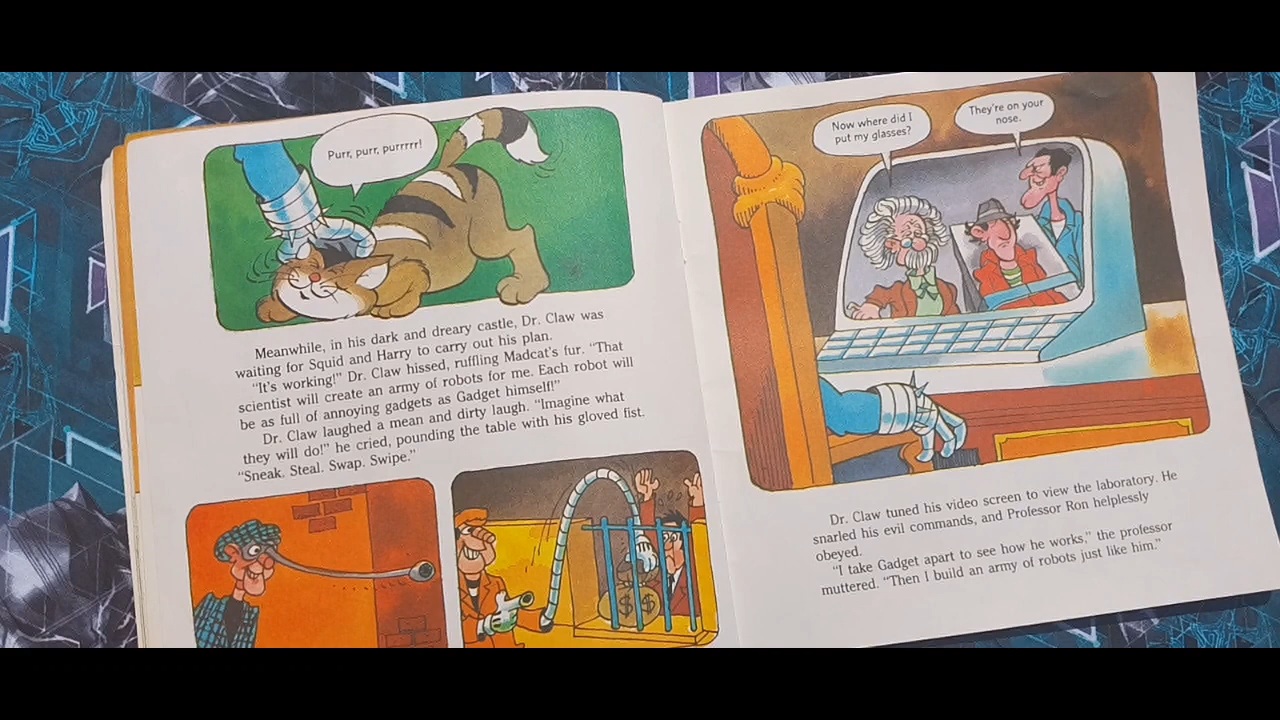 Purr, purr, purrrrr!
Meanwhile, in his dark and dreary castle, Dr. Claw was
waiting for Squid and Harry to carry out his plan.
"It's working!" Dr. Claw hissed, ruffling Madcat's fur. "That
scientist will create an army of robots for me. Each robot will
be as full of annoying gadgets as Gadget himself!"
Dr. Claw laughed a mean and dirty laugh. "Imagine what
they will do!" he cried, pounding the table with his gloved fist.
"Sneak. Steal. Swap. Swipe."
$ $
Now where did I
put my glasses?
They're on your
nose.
Dr. Claw tuned his video screen to view the laboratory. He
snarled his evil commands, and Professor Ron helplessly
obeyed.
"I take Gadget apart to see how he works," the professor
muttered. "Then I build an army of robots just like him."